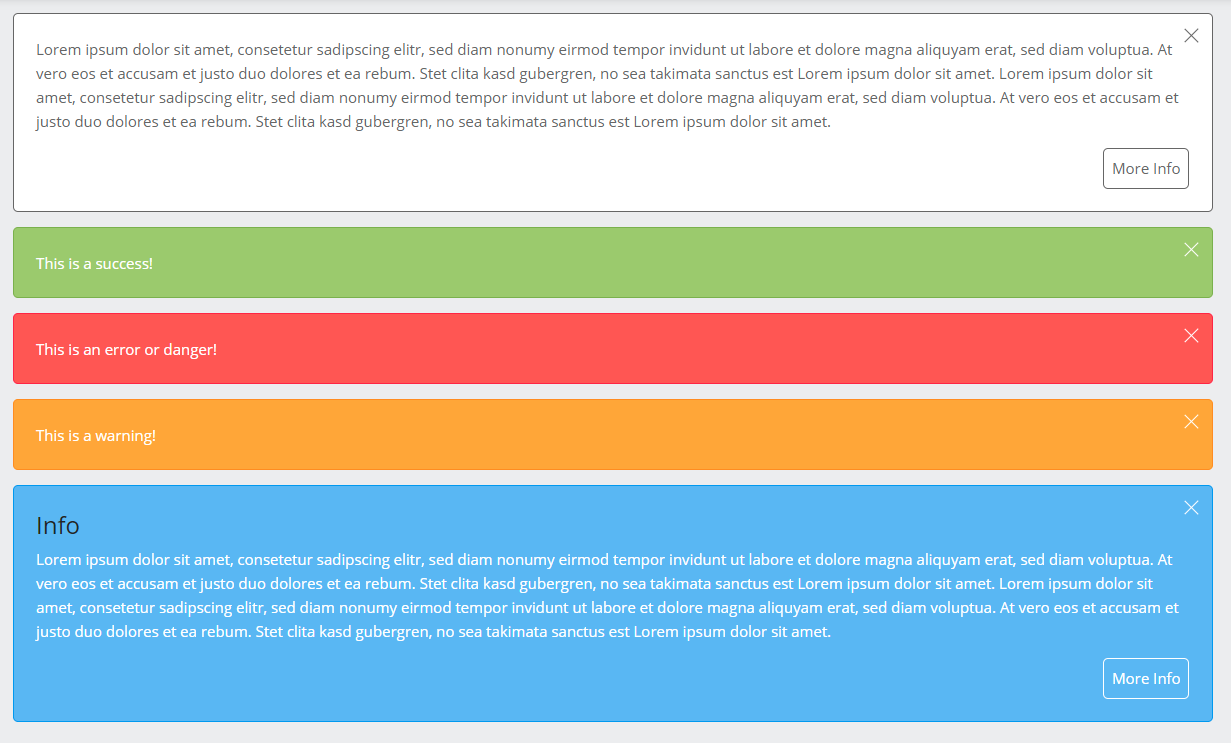 Lorem ipsum dolor sit amet, consetetur sadipscing elitr, sed diam nonumy eirmod tempor invidunt ut labore et dolore magna aliquyam erat, sed diam voluptua. At
vero eos et accusam et justo duo dolores et ea rebum. Stet clita kasd gubergren, no sea takimata sanctus est Lorem ipsum dolor sit amet. Lorem ipsum dolor sit
amet, consetetur sadipscing elitr, sed diam nonumy eirmod tempor invidunt ut labore et dolore magna aliquyam erat, sed diam voluptua. At vero eos et accusam et
justo duo dolores et ea rebum. Stet clita kasd gubergren, no sea takimata sanctus est Lorem ipsum dolor sit amet.
More Info
This is a success!
This is an error or danger!
This is a warning!
Info
Lorem ipsum dolor sit amet, consetetur sadipscing elitr, sed diam nonumy eirmod tempor invidunt ut labore et dolore magna aliquyam erat, sed diam voluptua. At
vero eos et accusam et justo duo dolores et ea rebum. Stet clita kasd gubergren, no sea takimata sanctus est Lorem ipsum dolor sit amet. Lorem ipsum dolor sit
amet, consetetur sadipscing elitr, sed diam nonumy eirmod tempor invidunt ut labore et dolore magna aliquyam erat, sed diam voluptua. At vero eos et accusam et
justo duo dolores et ea rebum. Stet clita kasd gubergren, no sea takimata sanctus est Lorem ipsum dolor sit amet.
More Info